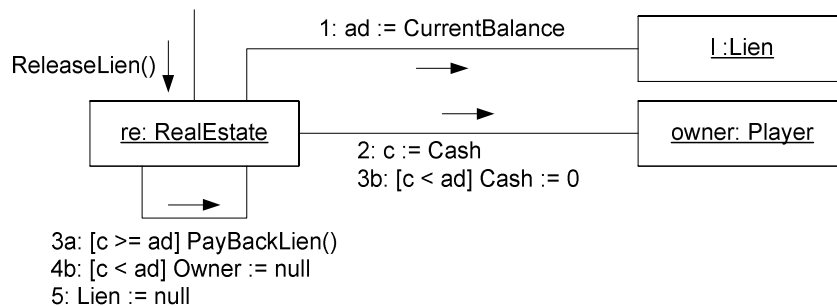 1: ad := CurrentBalance
l :Lien
ReleaseLien()
re: RealEstate
owner: Player
2: c := Cash
3b: [c < ad] Cash := 0
3a: [c >= ad] PayBackLien()
4b: [c < ad] Owner := null
5: Lien := null